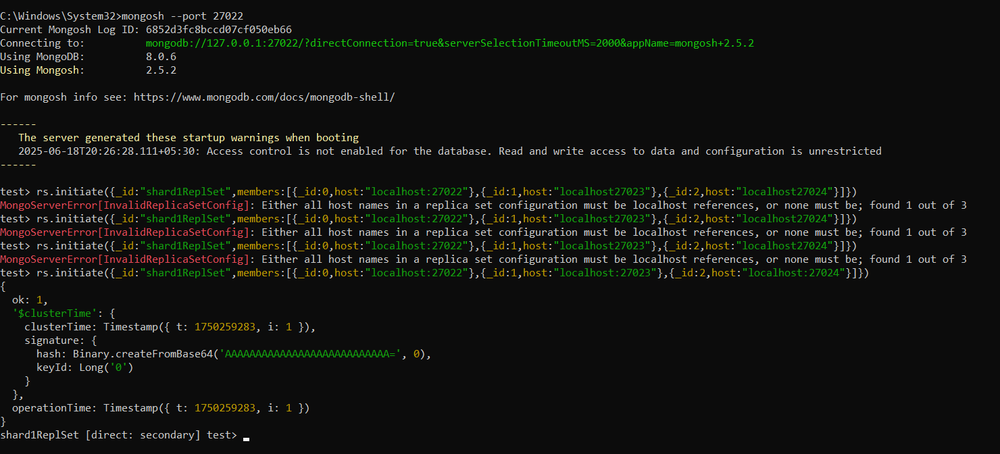 C:\Windows\System32>mongosh --port 27022
Current Mongosh Log ID: 6852d3fc8bccd07cf050eb66
Connecting to:          mongodb://127.0.0.1:27022/?directConnection=true&serverSelectionTimeoutMS=2000&appName=mongosh+2.5.2
Using MongoDB:          8.0.6
Using Mongosh:          2.5.2
For mongosh info see: https://www.mongodb.com/docs/mongodb-shell/
------
   The server generated these startup warnings when booting
   2025-06-18T20:26:28.111+05:30: Access control is not enabled for the database. Read and write access to data and configuration is unrestricted
------
test> rs.initiate({_id:"shard1ReplSet",members:[{_id:0,host:"localhost:27022"},{_id:1,host:"localhost27023"},{_id:2,host:"localhost27024"}]})
MongoServerError[InvalidReplicaSetConfig]: Either all host names in a replica set configuration must be localhost references, or none must be; found 1 out of 3
test> rs.initiate({_id:"shard1ReplSet",members:[{_id:0,host:"localhost:27022"},{_id:1,host:"localhost27023"},{_id:2,host:"localhost27024"}]})
MongoServerError[InvalidReplicaSetConfig]: Either all host names in a replica set configuration must be localhost references, or none must be; found 1 out of 3
test> rs.initiate({_id:"shard1ReplSet",members:[{_id:0,host:"localhost:27022"},{_id:1,host:"localhost27023"},{_id:2,host:"localhost27024"}]})
MongoServerError[InvalidReplicaSetConfig]: Either all host names in a replica set configuration must be localhost references, or none must be; found 1 out of 3
test> rs.initiate({_id:"shard1ReplSet",members:[{_id:0,host:"localhost:27022"},{_id:1,host:"localhost:27023"},{_id:2,host:"localhost:27024"}]})
{
  ok: 1,
  '$clusterTime': {
    clusterTime: Timestamp({ t: 1750259283, i: 1 }),
    signature: {
      hash: Binary.createFromBase64('AAAAAAAAAAAAAAAAAAAAAAAAAAA=', 0),
      keyId: Long('0')
    }
  },
  operationTime: Timestamp({ t: 1750259283, i: 1 })
}
shard1ReplSet [direct: secondary] test>